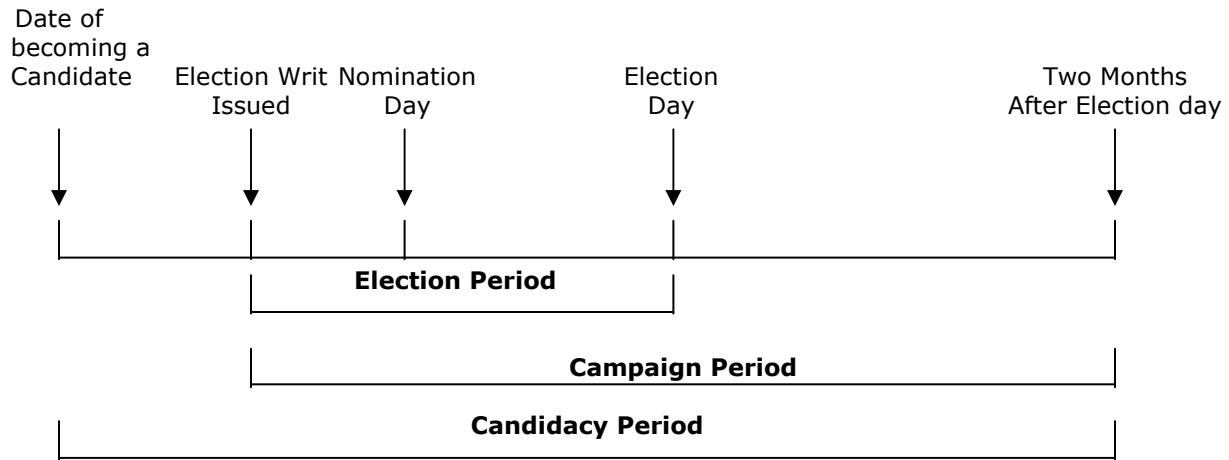 Date of
becoming a
Candidate
Election Writ
Issued
Nomination
Day
Election
Day
Two Months
After Election day
Election Period
Campaign Period
Candidacy Period